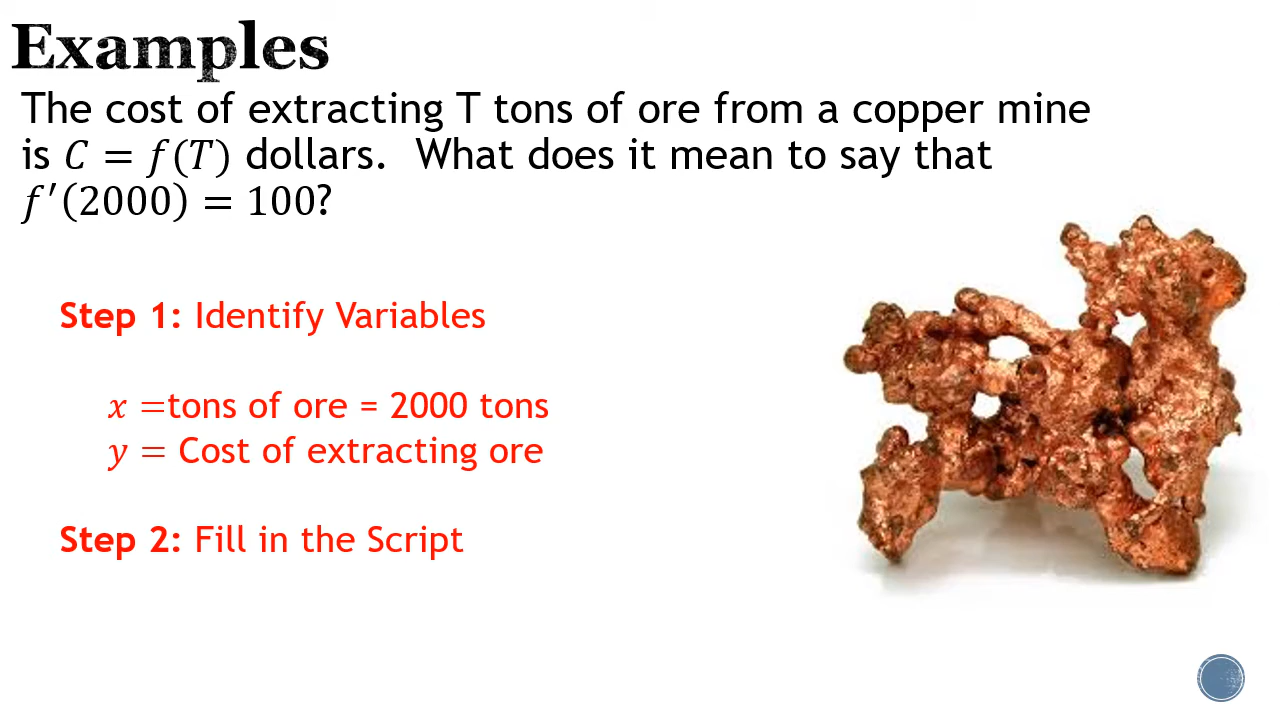 Examples
The cost of extracting T tons of ore from a copper mine
is C = f(T) dollars. What does it mean to say that
f′(2000) = 100?
Step 1: Identify Variables
x =tons of ore = 2000 tons
y = Cost of extracting ore
Step 2: Fill in the Script